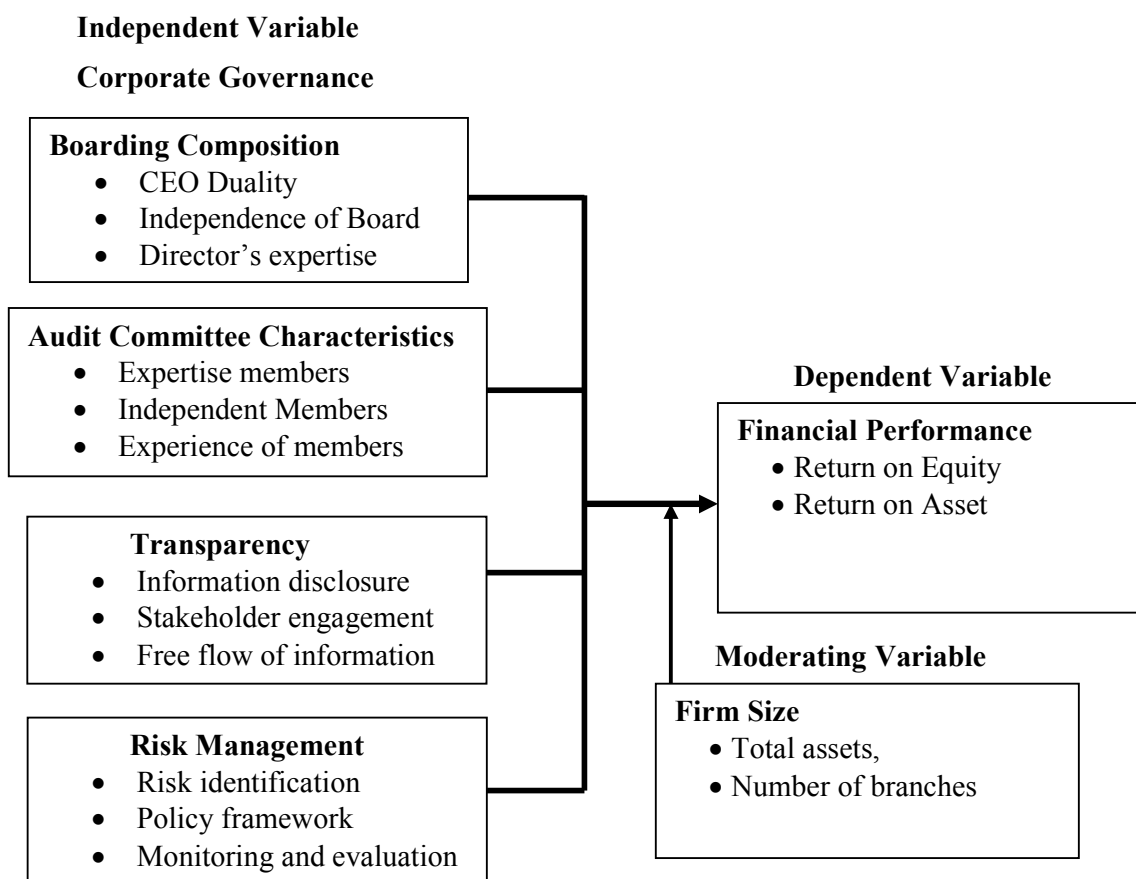 Independent Variable
Corporate Governance
Boarding Composition
• CEO Duality
• Independence of Board
• Director’s expertise
Audit Committee Characteristics
• Expertise members
• Independent Members
• Experience of members
Transparency
• Information disclosure
• Stakeholder engagement
• Free flow of information
Risk Management
• Risk identification
• Policy framework
• Monitoring and evaluation
Dependent Variable
Financial Performance
• Return on Equity
• Return on Asset
Moderating Variable
Firm Size
• Total assets,
• Number of branches